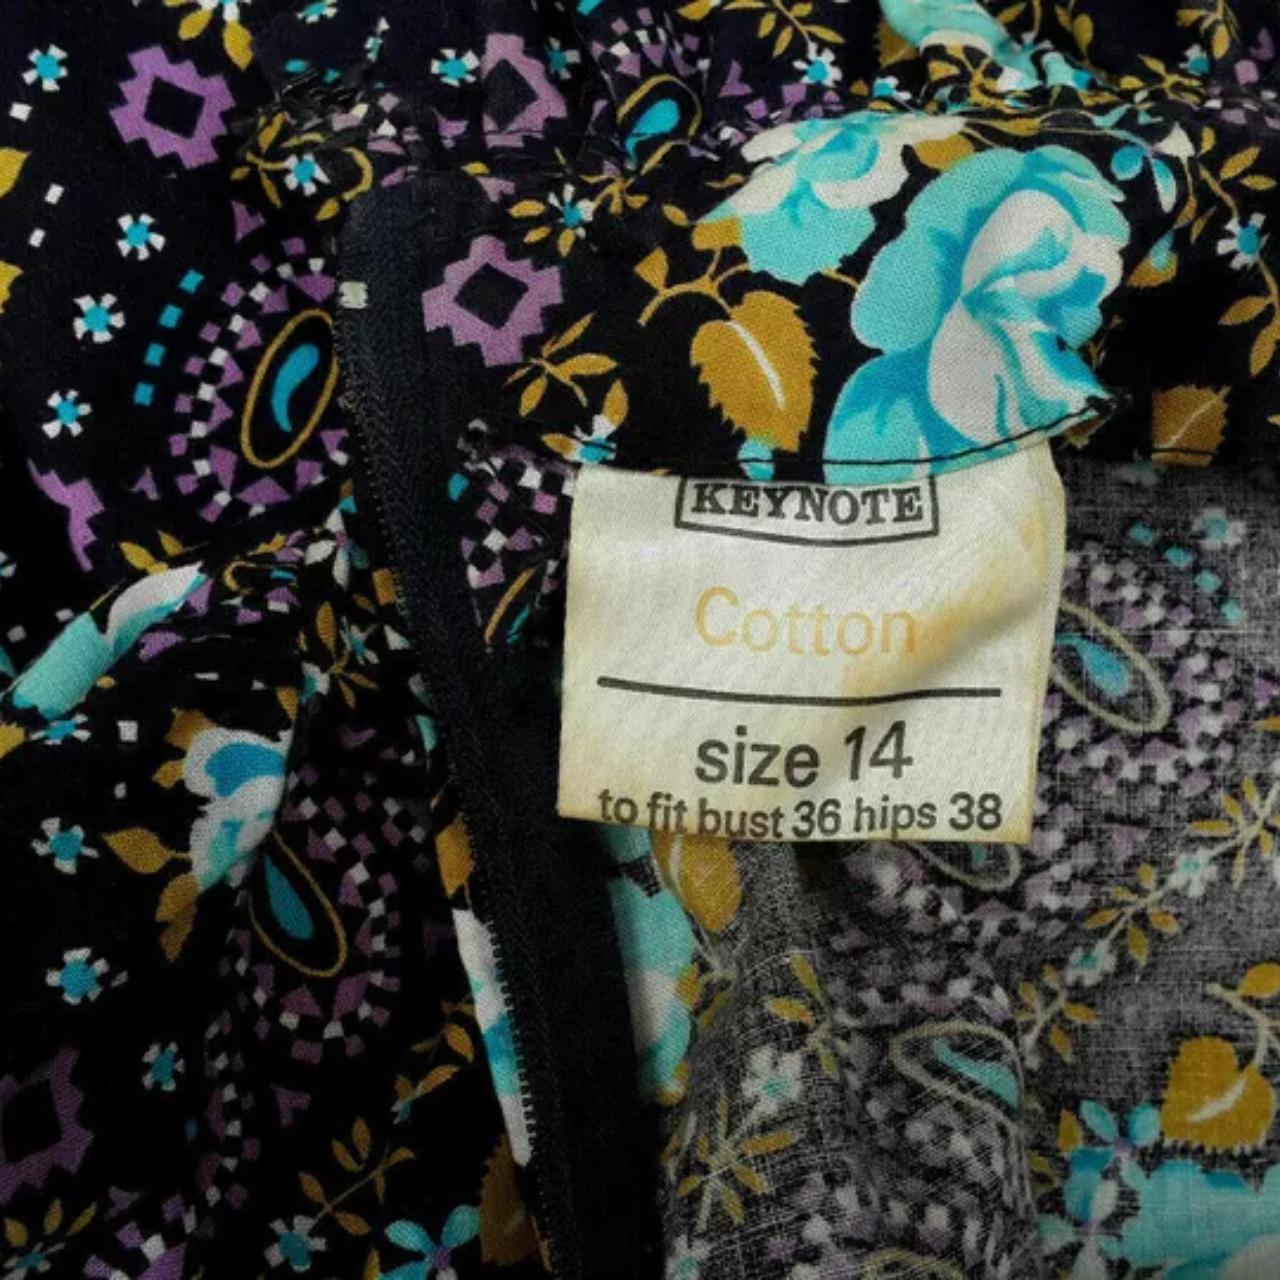 KEYNOTE
Cotton
size 14
to fit bust 36 hips 38